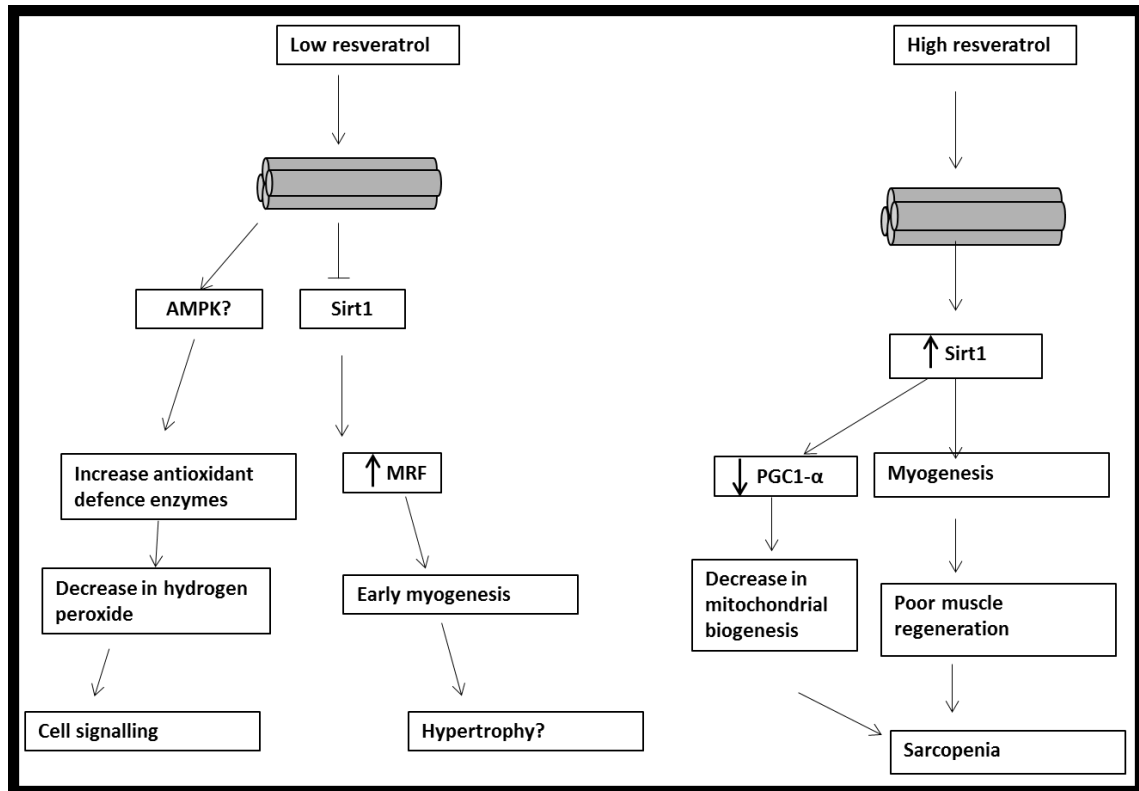 Low resveratrol
High resveratrol
AMPK?
Sirt1
↑ Sirt1
Increase antioxidant
defence enzymes
↑ MRF
↓ PGC1-α
Myogenesis
Decrease in hydrogen
peroxide
Early myogenesis
Decrease in
mitochondrial
biogenesis
Poor muscle
regeneration
Cell signalling
Hypertrophy?
Sarcopenia